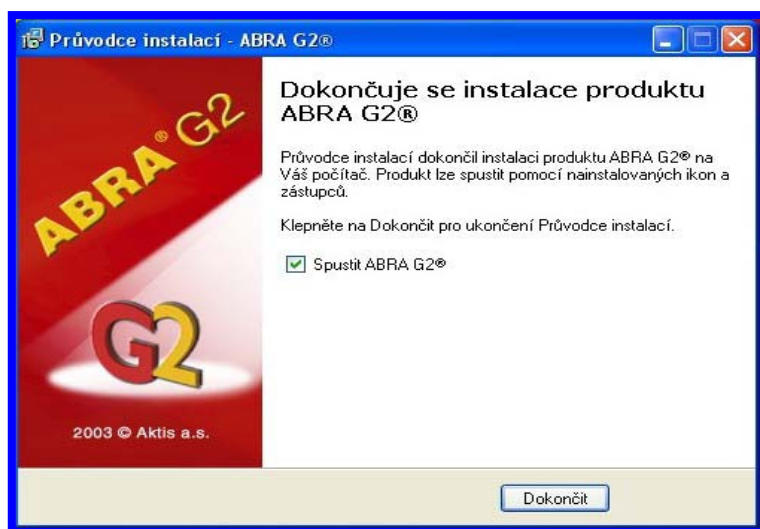 Průvodce instalací - ABRA G2®
ABRA® G2
Dokončuje se instalace produktu
ABRA G2®
Průvodce instalací dokončil instalaci produktu ABRA G2® na
Váš počítač. Produkt lze spustit pomocí nainstalovaných ikon a
zástupců.
Klepněte na Dokončit pro ukončení Průvodce instalací.
Spustit ABRA G2®
G2
2003 © Aktis a.s.
Dokončit